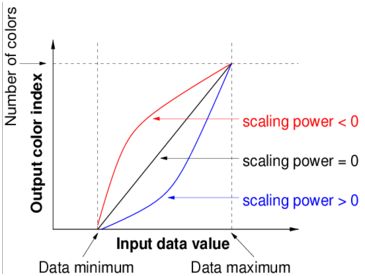 Number of colors
Output color index
scaling power < 0
scaling power = 0
scaling power > 0
Input data value
Data minimum
Data maximum